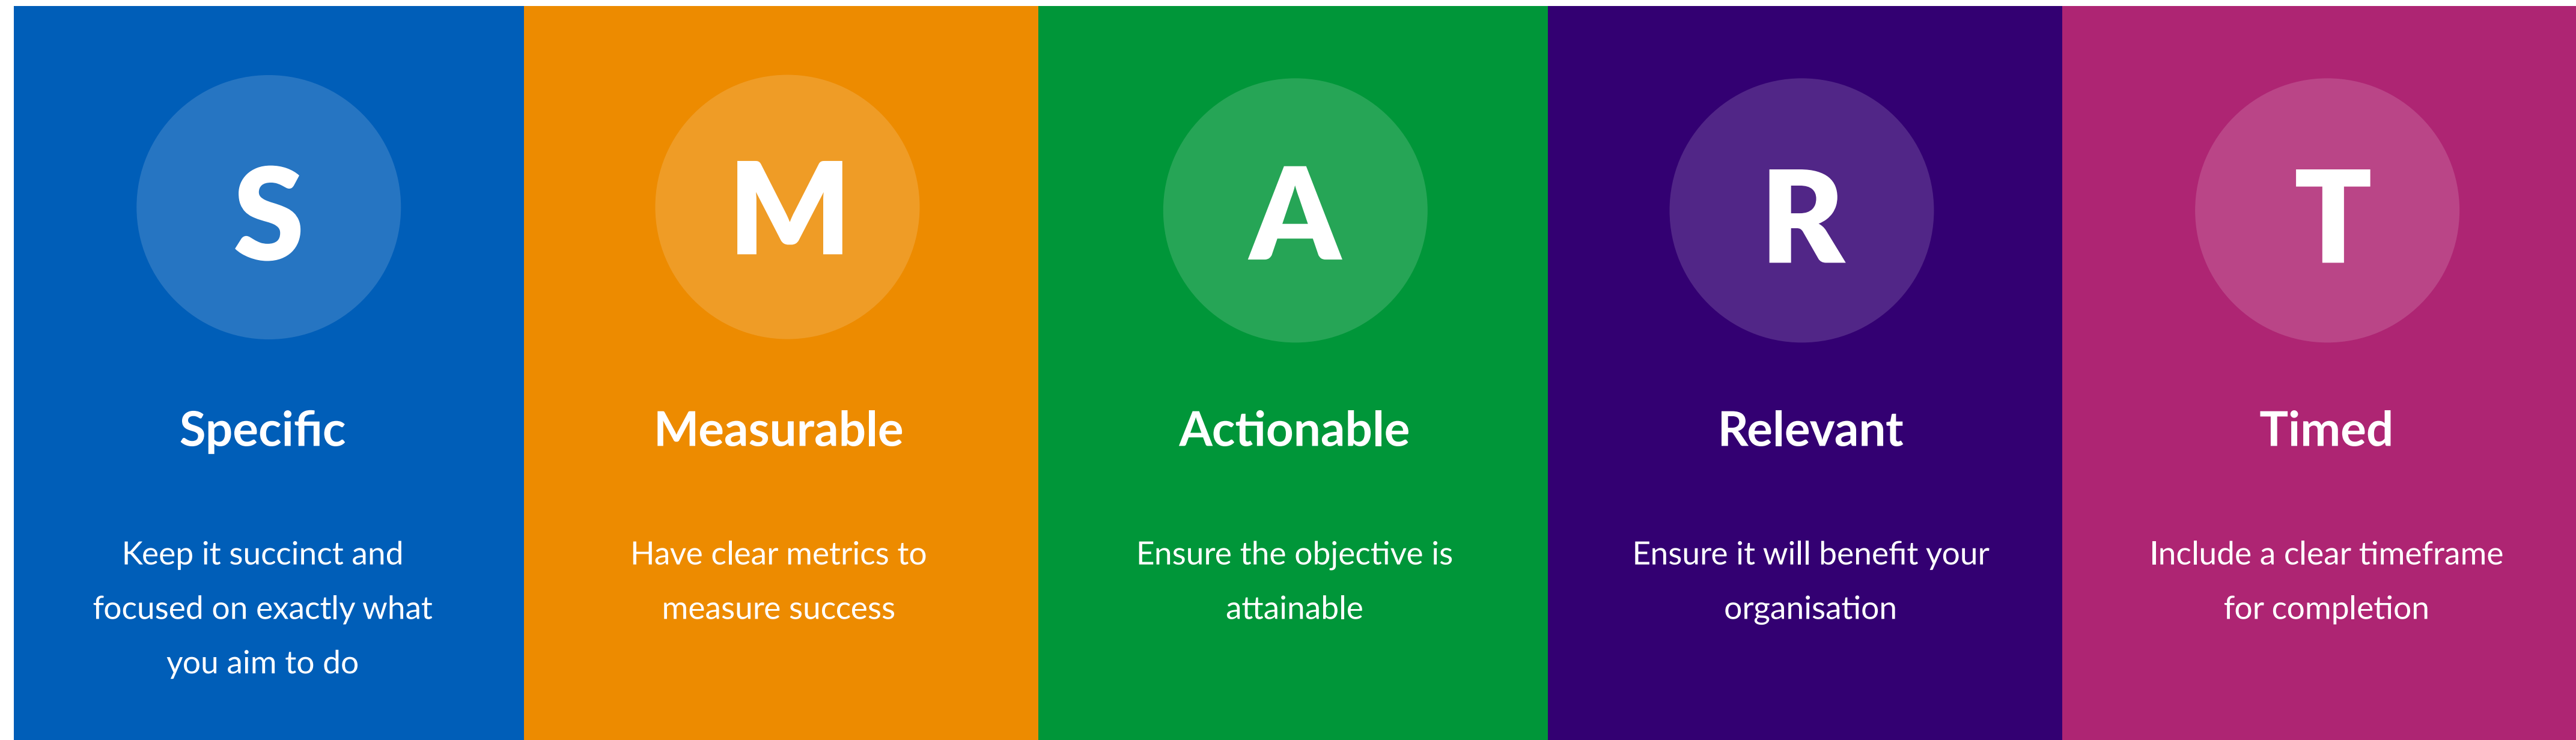 S
Specific
Keep it succinct and
focused on exactly what
you aim to do
M
Measurable
Have clear metrics to
measure success
A
Actionable
Ensure the objective is
attainable
R
Relevant
Ensure it will benefit your
organisation
T
Timed
Include a clear timeframe
for completion